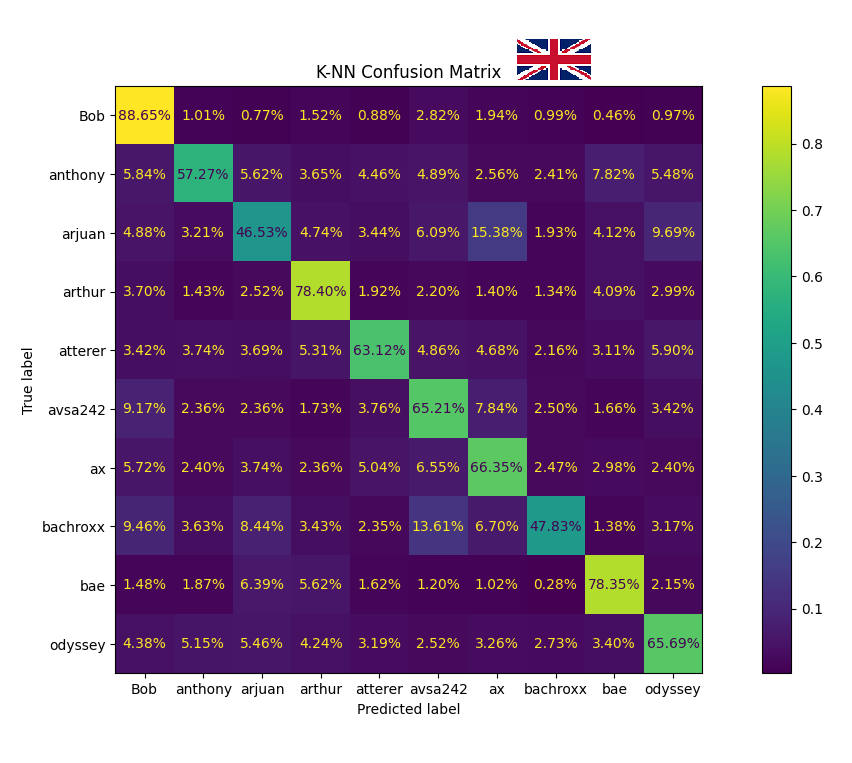 K-NN Confusion Matrix
Bob 88.65% 1.01% 0.77% 1.52% 0.88% 2.82% 1.94% 0.99% 0.46% 0.97%
anthony 5.84% 57.27% 5.62% 3.65% 4.46% 4.89% 2.56% 2.41% 7.82% 5.48%
arjuan 4.88% 3.21% 46.53% 4.74% 3.44% 6.09% 15.38% 1.93% 4.12% 9.69%
arthur 3.70% 1.43% 2.52% 78.40% 1.92% 2.20% 1.40% 1.34% 4.09% 2.99%
atterer 3.42% 3.74% 3.69% 5.31% 63.12% 4.86% 4.68% 2.16% 3.11% 5.90%
avsa242 9.17% 2.36% 2.36% 1.73% 3.76% 65.21% 7.84% 2.50% 1.66% 3.42%
ax 5.72% 2.40% 3.74% 2.36% 5.04% 6.55% 66.35% 2.47% 2.98% 2.40%
bachroxx 9.46% 3.63% 8.44% 3.43% 2.35% 13.61% 6.70% 47.83% 1.38% 3.17%
bae 1.48% 1.87% 6.39% 5.62% 1.62% 1.20% 1.02% 0.28% 78.35% 2.15%
odyssey 4.38% 5.15% 5.46% 4.24% 3.19% 2.52% 3.26% 2.73% 3.40% 65.69%
Bob anthony arjuan arthur atterer avsa242 ax bachroxx bae odyssey
Predicted label
True label
0.8
0.7
0.6
0.5
0.4
0.3
0.2
0.1